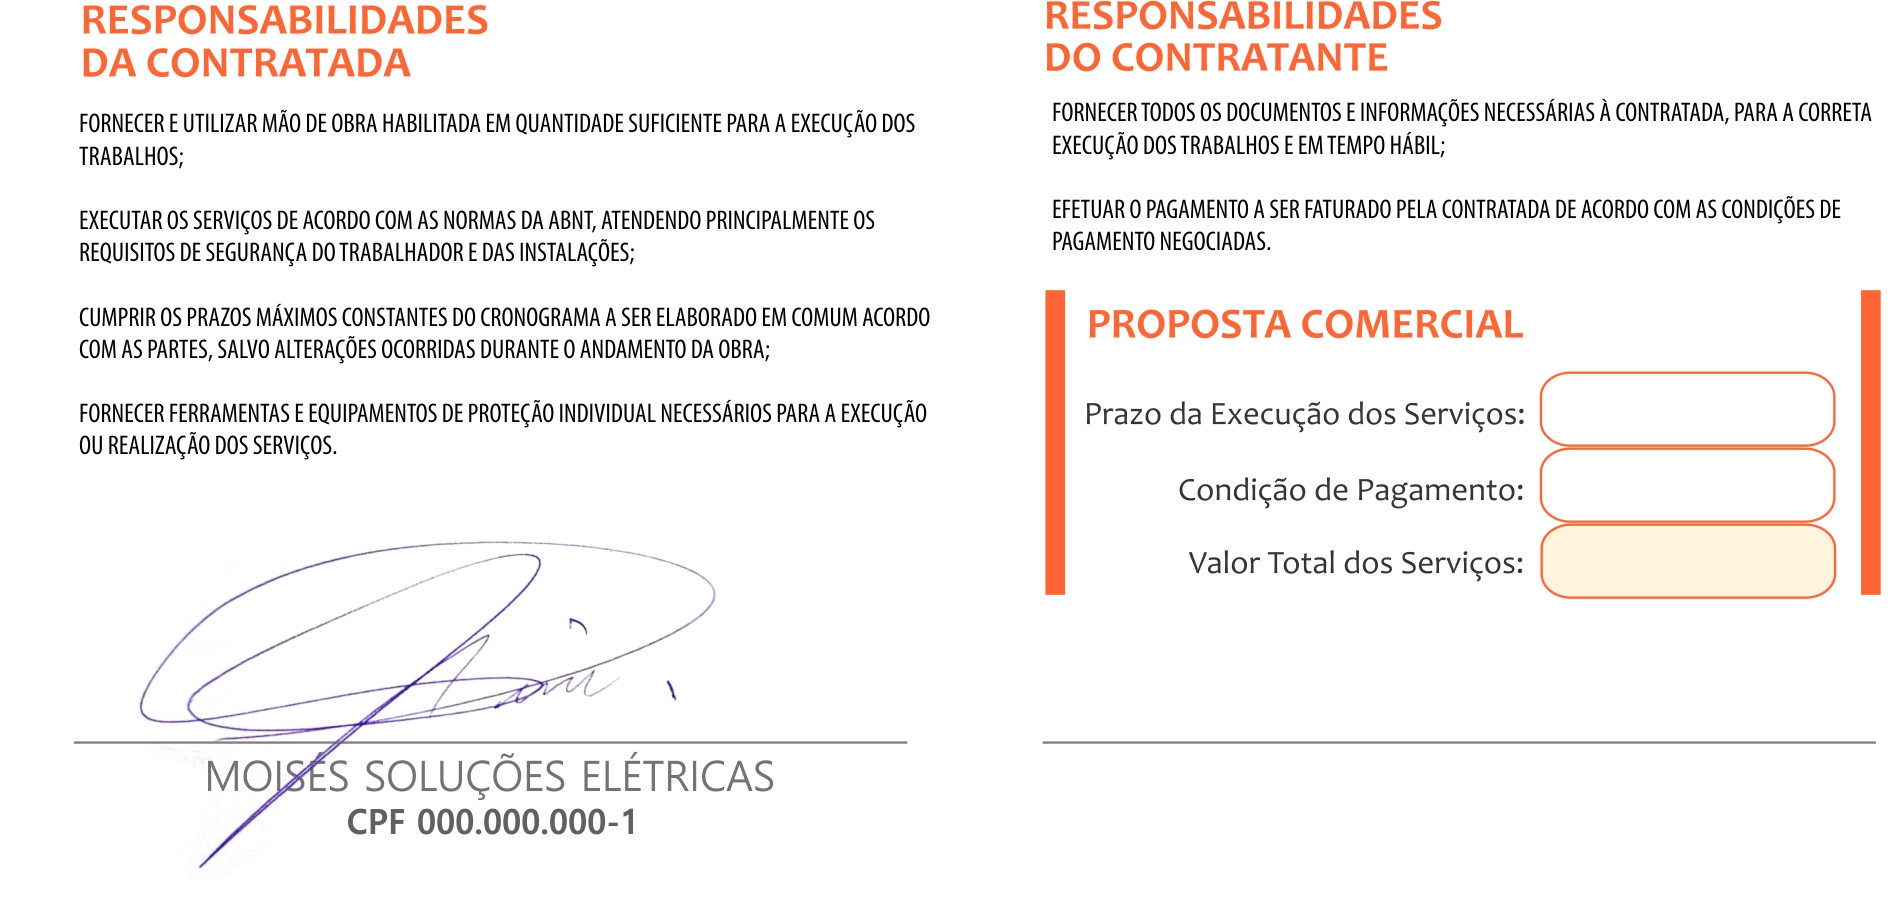 RESPONSABILIDADES
DA CONTRATADA
FORNECER E UTILIZAR MÃO DE OBRA HABILITADA EM QUANTIDADE SUFICIENTE PARA A EXECUÇÃO DOS
TRABALHOS;
EXECUTAR OS SERVIÇOS DE ACORDO COM AS NORMAS DA ABNT, ATENDENDO PRINCIPALMENTE OS
REQUISITOS DE SEGURANÇA DO TRABALHADOR E DAS INSTALAÇÕES;
CUMPRIR OS PRAZOS MÁXIMOS CONSTANTES DO CRONOGRAMA A SER ELABORADO EM COMUM ACORDO
COM AS PARTES, SALVO ALTERAÇÕES OCORRIDAS DURANTE O ANDAMENTO DA OBRA;
FORNECER FERRAMENTAS E EQUIPAMENTOS DE PROTEÇÃO INDIVIDUAL NECESSÁRIOS PARA A EXECUÇÃO
OU REALIZAÇÃO DOS SERVIÇOS.
MOISÉS SOLUÇÕES ELÉTRICAS
CPF 000.000.000-1
RESPONSABILIDADES
DO CONTRATANTE
FORNECER TODOS OS DOCUMENTOS E INFORMAÇÕES NECESSÁRIAS À CONTRATADA, PARA A CORRETA
EXECUÇÃO DOS TRABALHOS E EM TEMPO HÁBIL;
EFETUAR O PAGAMENTO A SER FATURADO PELA CONTRATADA DE ACORDO COM AS CONDIÇÕES DE
PAGAMENTO NEGOCIADAS.
PROPOSTA COMERCIAL
Prazo da Execução dos Serviços:
Condição de Pagamento:
Valor Total dos Serviços: